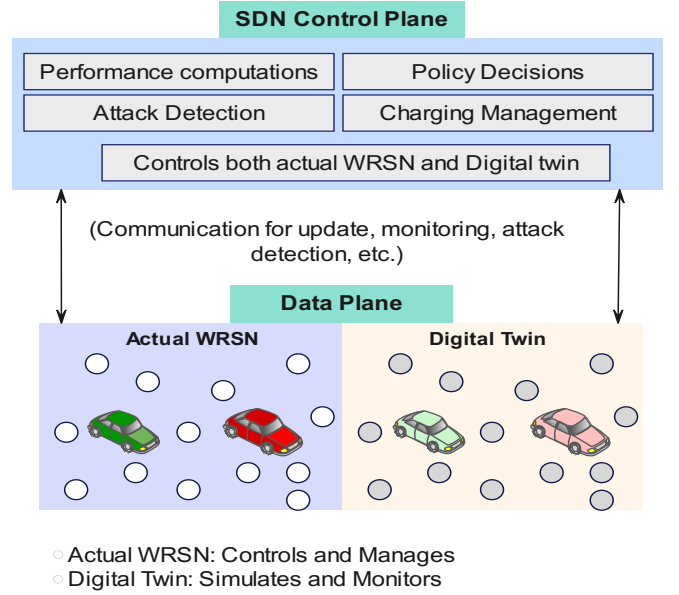 SDN Control Plane
Performance computations
Policy Decisions
Attack Detection
Charging Management
Controls both actual WRSN and Digital twin
(Communication for update, monitoring, attack
detection, etc.)
Data Plane
Actual WRSN
Digital Twin
Actual WRSN: Controls and Manages
Digital Twin: Simulates and Monitors